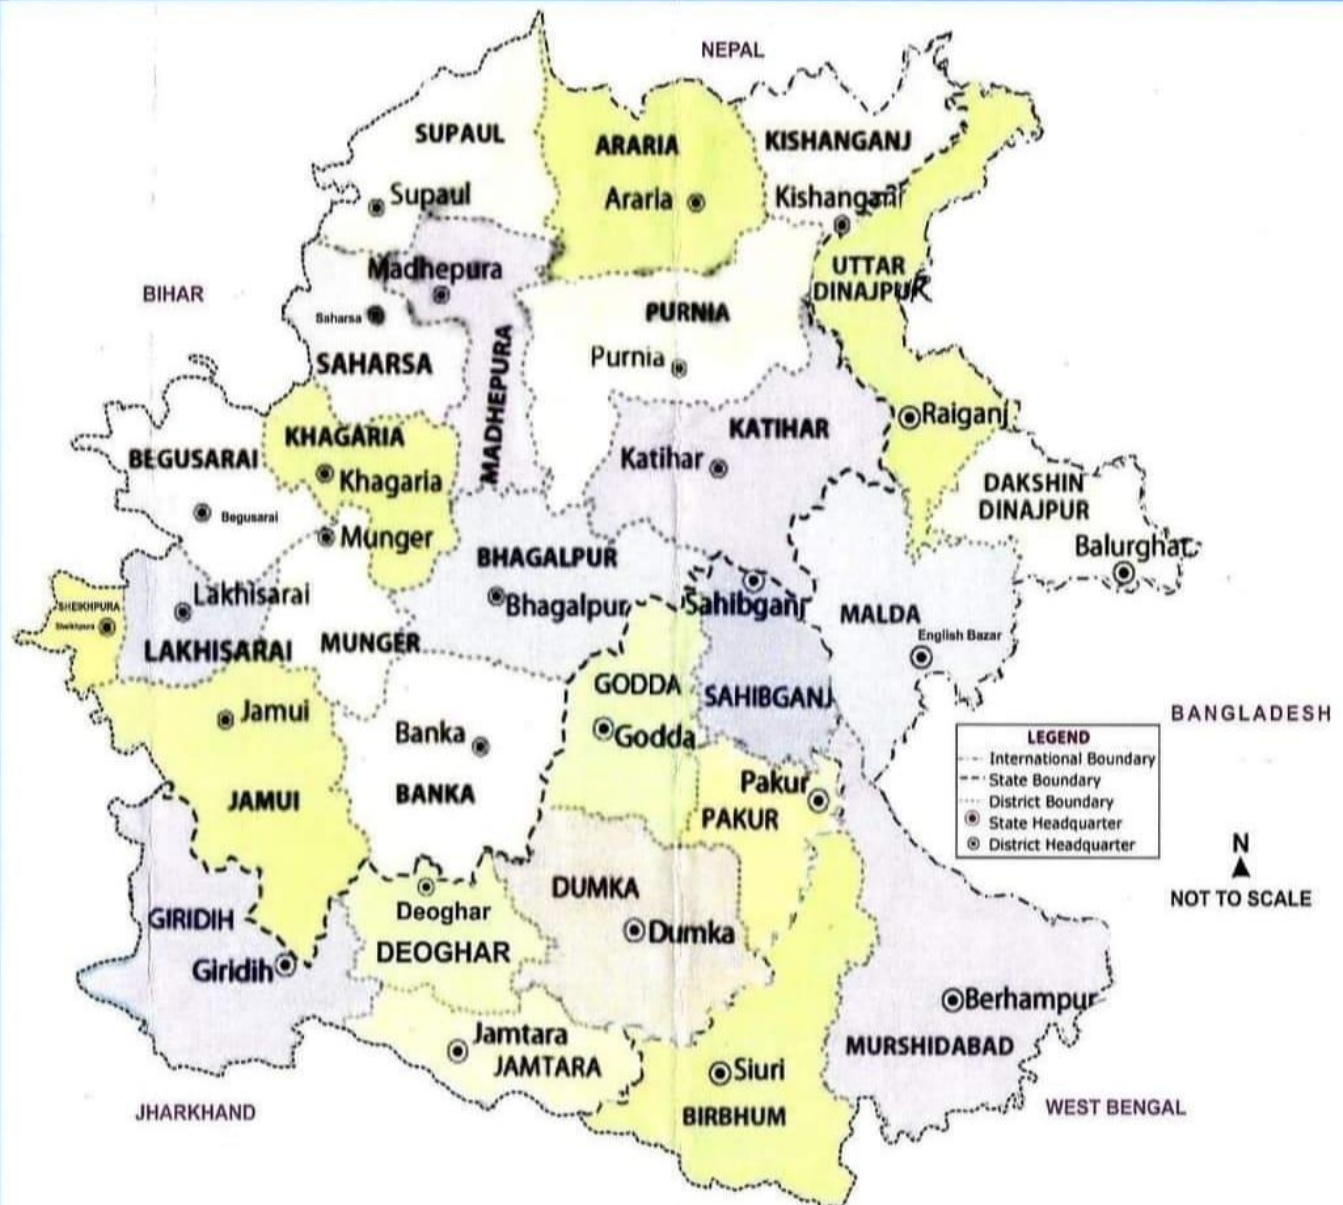 NEPAL
SUPAUL
ARARIA
KISHANGANJ
Supaul
Araria
Kishanganj
UTTAR
DINAJPUR
Madhepura
BIHAR
Saharsa
PURNIA
SAHARSA
Purnia
MADHEPURA
Raiganj
KATIHAR
KHAGARIA
BEGUSARAI
Katihar
Khagaria
DAKSHIN
DINAJPUR
Begusarai
Munger
BHAGALPUR
Balurghat
Lakhisarai
SHEIKHPURA
Sheikhpura
Bhagalpur
Sahibganj
MALDA
English Bazar
LAKHISARAI
MUNGER
GODDA
SAHIBGANJ
Jamui
Banka
Godda
BANGLADESH
LEGEND
International Boundary
State Boundary
District Boundary
State Headquarter
District Headquarter
Pakur
PAKUR
JAMUI
BANKA
N
NOT TO SCALE
DUMKA
Deoghar
GIRIDIH
Dumka
DEOGHAR
Giridih
Berhampur
Jamtara
JAMTARA
MURSHIDABAD
Siuri
BIRBHUM
JHARKHAND
WEST BENGAL